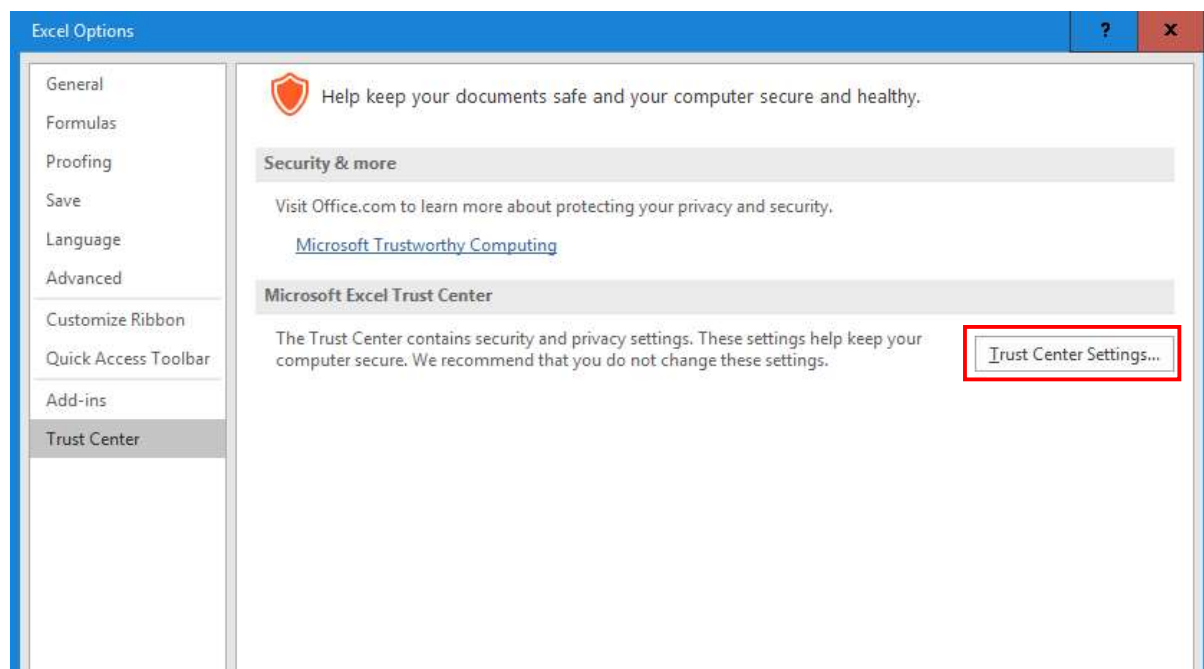 Excel Options
?
x
General
Formulas
Proofing
Save
Language
Advanced
Customize Ribbon
Quick Access Toolbar
Add-ins
Trust Center
Help keep your documents safe and your computer secure and healthy.
Security & more
Visit Office.com to learn more about protecting your privacy and security.
Microsoft Trustworthy Computing
Microsoft Excel Trust Center
The Trust Center contains security and privacy settings. These settings help keep your
computer secure. We recommend that you do not change these settings.
Trust Center Settings...